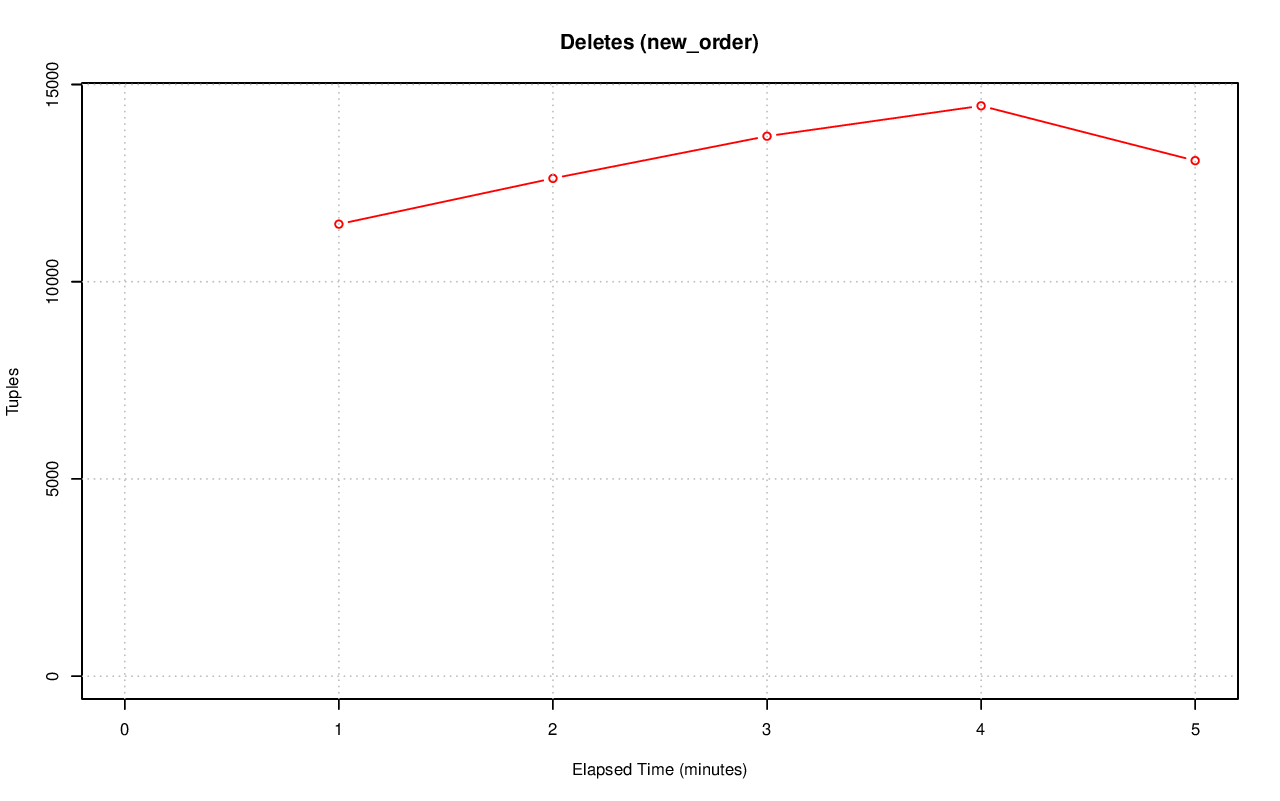 Deletes (new_order)
15000
10000
5000
0
Tuples
0 1 2 3 4 5
Elapsed Time (minutes)